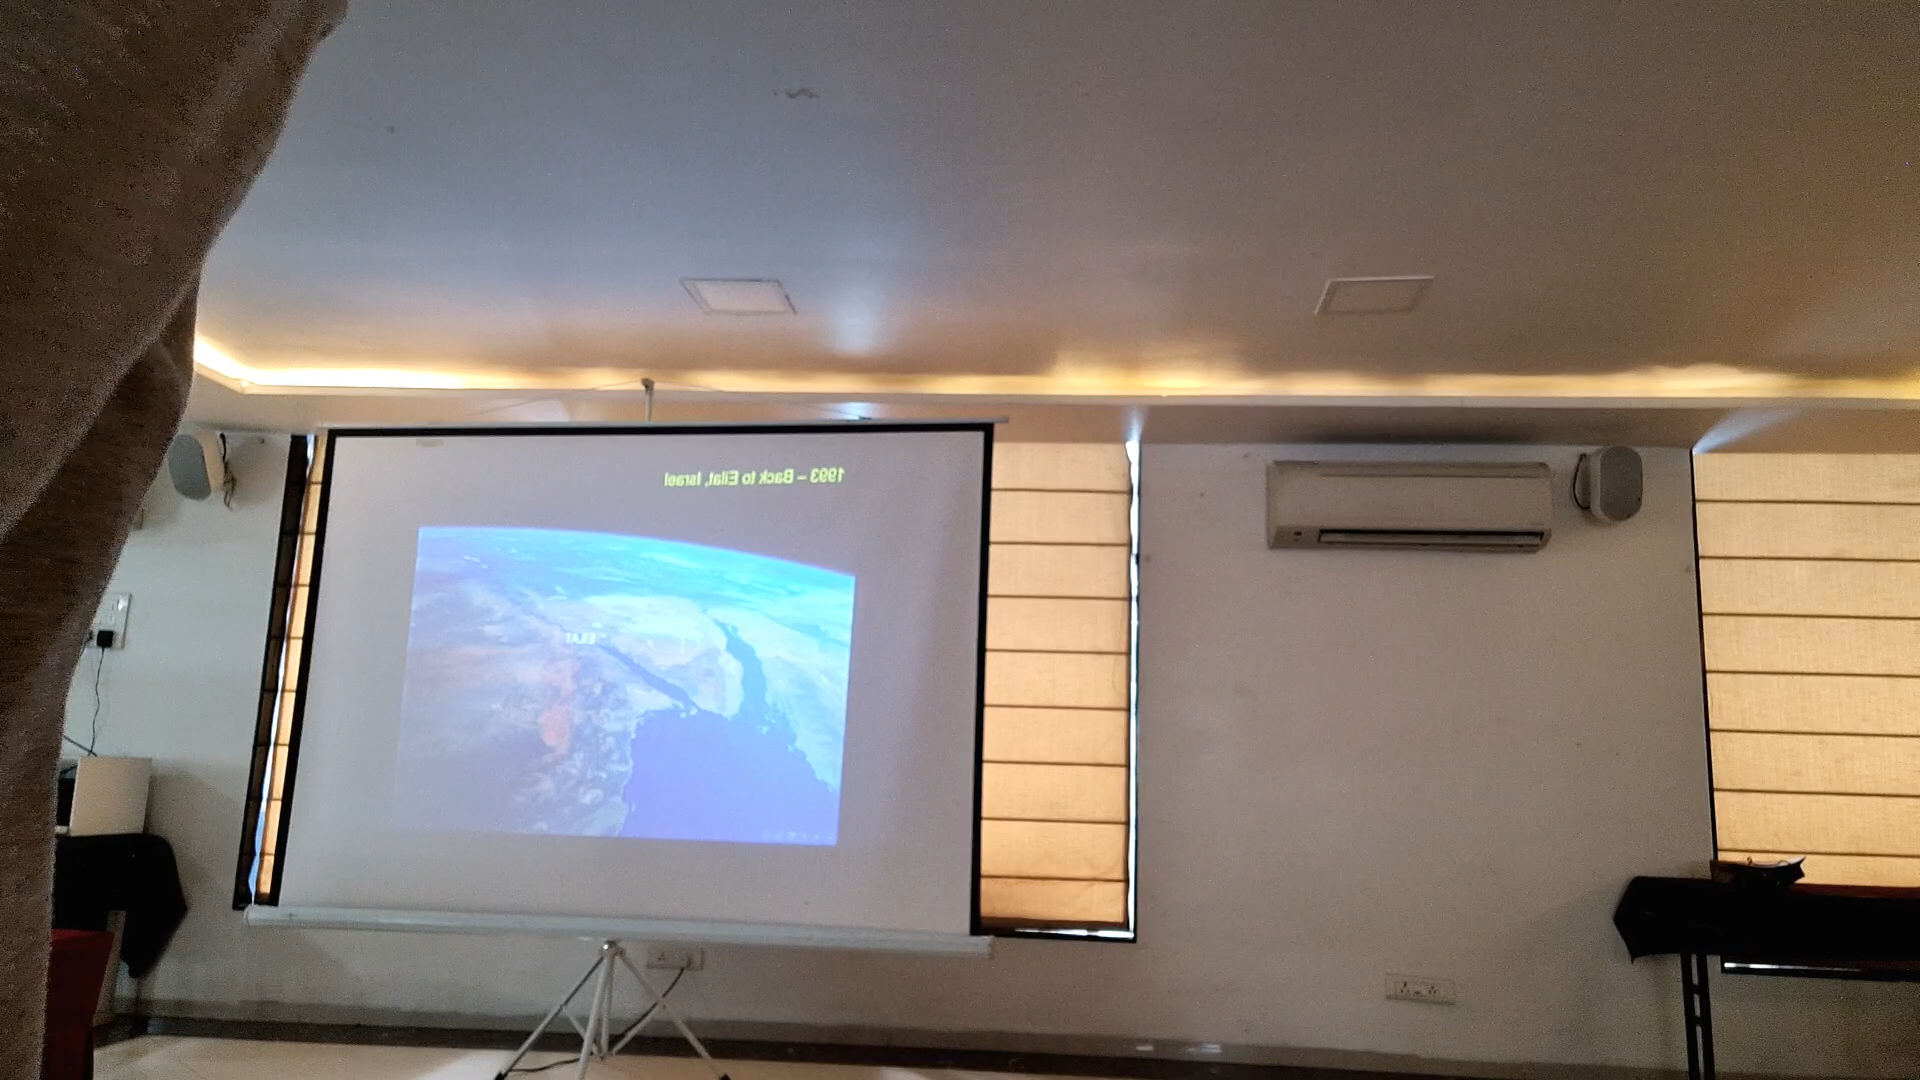 1993 – Back to Eilat, Israel
EILAT